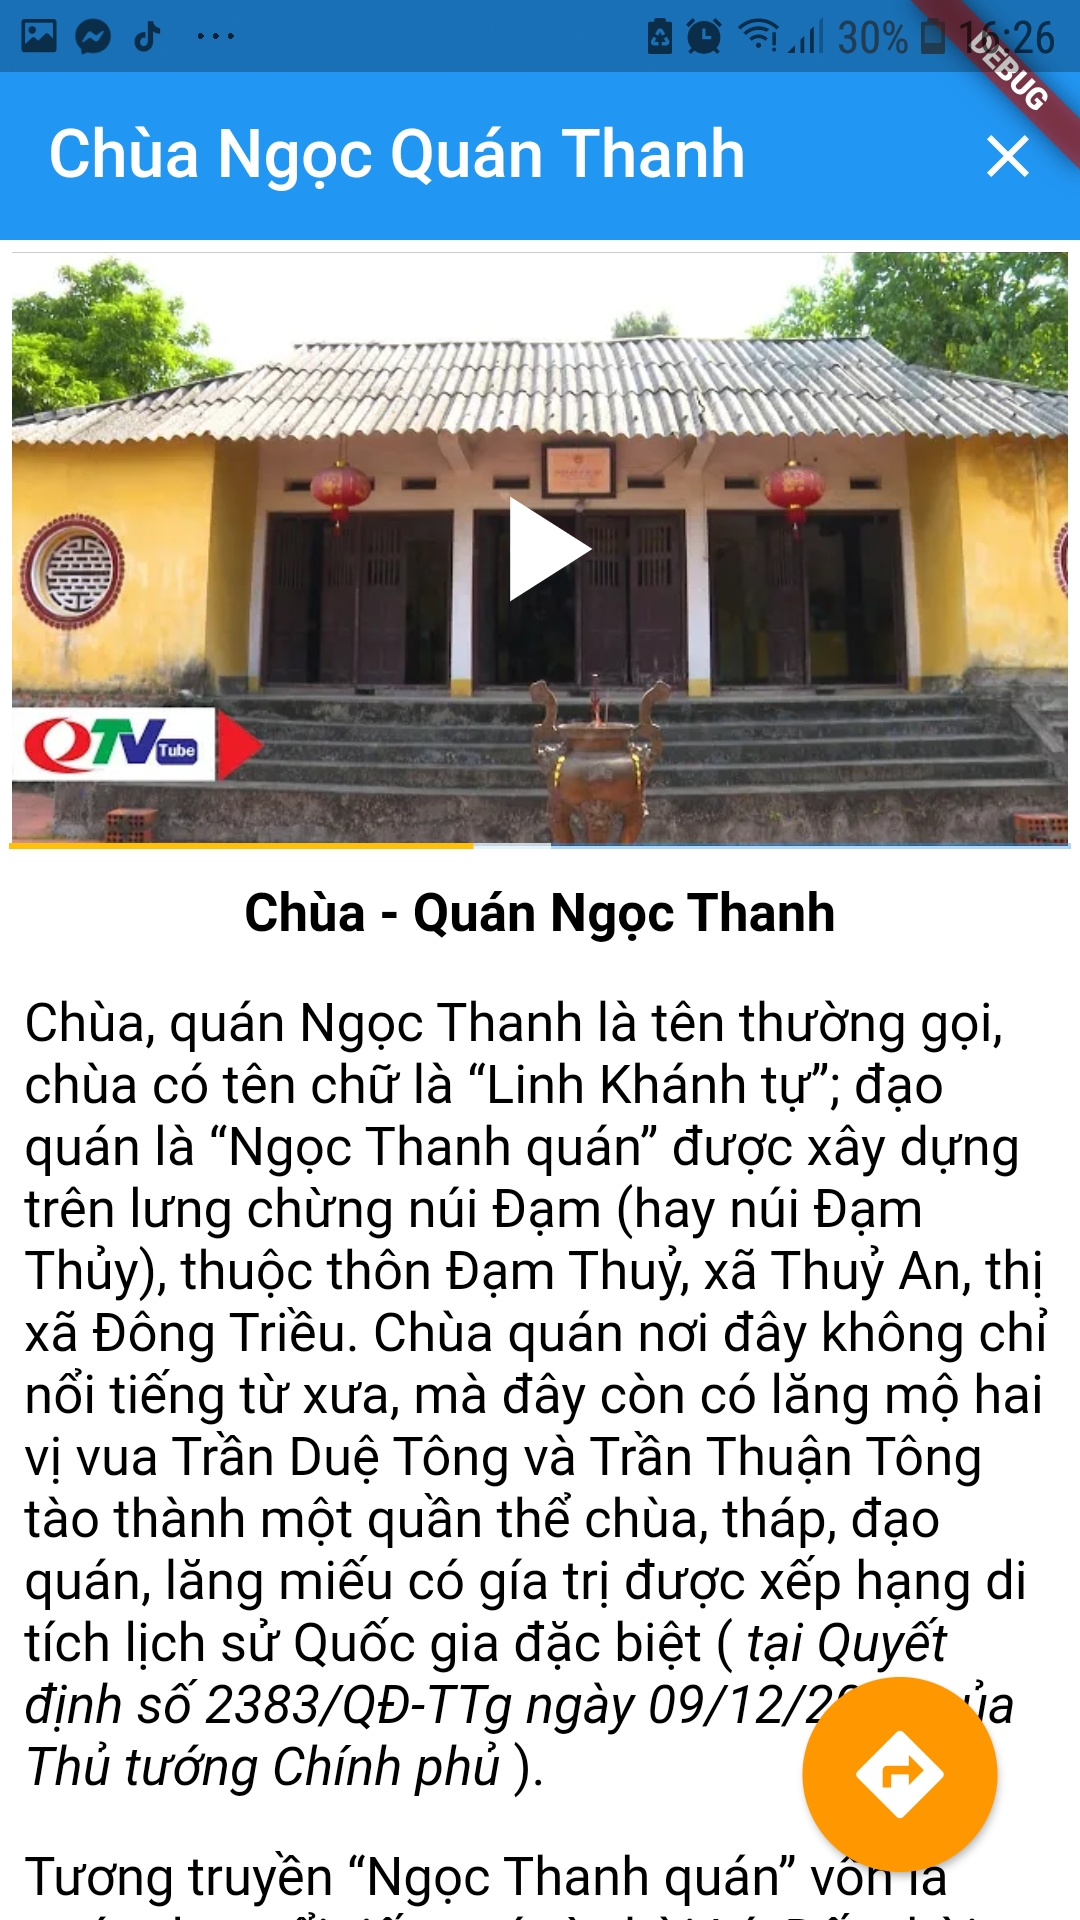 30%
16:26
DEBUG
Chùa Ngọc Quán Thanh
QTV
Tube
Chùa - Quán Ngọc Thanh
Chùa, quán Ngọc Thanh là tên thường gọi,
chùa có tên chữ là “Linh Khánh tự”; đạo
quán là “Ngọc Thanh quán” được xây dựng
trên lưng chừng núi Đạm (hay núi Đạm
Thủy), thuộc thôn Đạm Thuỷ, xã Thuỷ An, thị
xã Đông Triều. Chùa quán nơi đây không chỉ
nổi tiếng từ xưa, mà đây còn có lăng mộ hai
vị vua Trần Duệ Tông và Trần Thuận Tông
tào thành một quần thể chùa, tháp, đạo
quán, lăng miếu có gía trị được xếp hạng di
tích lịch sử Quốc gia đặc biệt ( tại Quyết
định số 2383/QĐ-TTg ngày
Thủ tướng Chính phủ ).
Tương truyền “Ngọc Thanh quán” vốn là